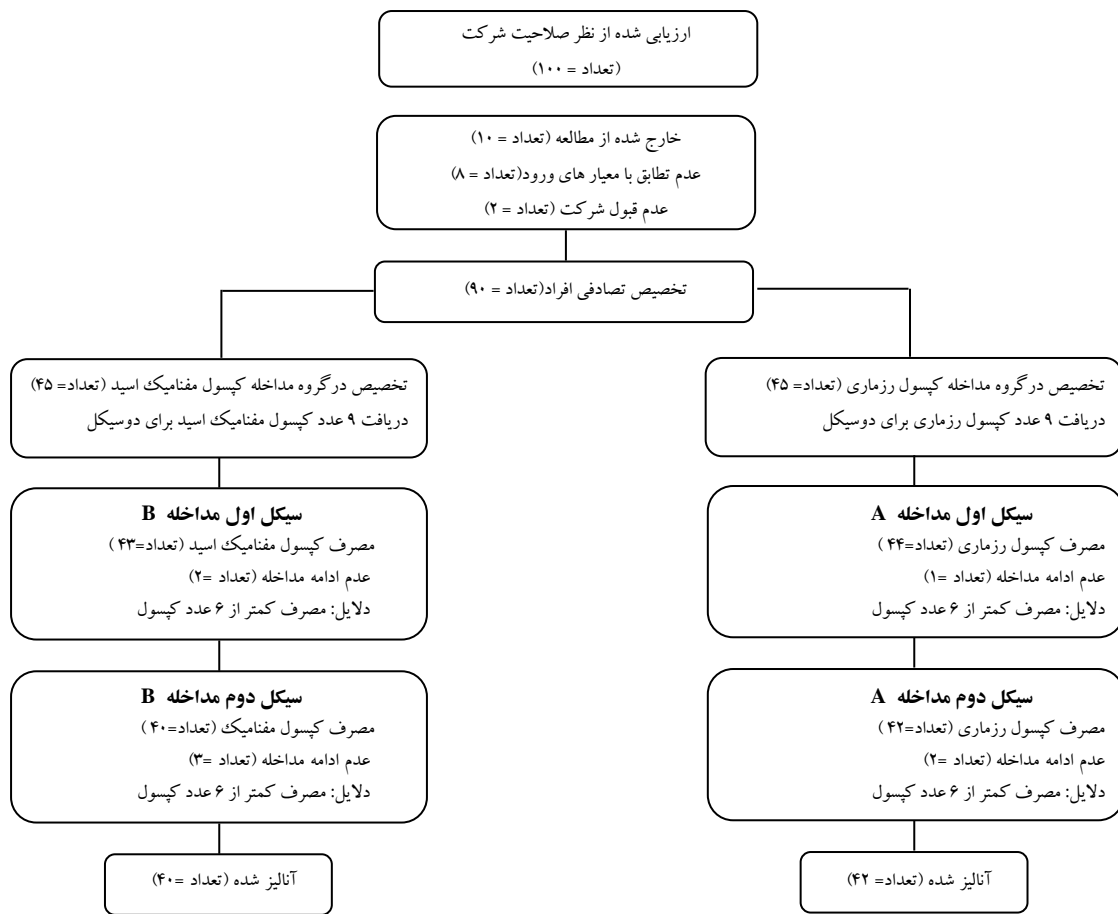 ارزیابی شده از نظر صلاحیت شرکت
(تعداد = ۱۰۰)
خارج شده از مطالعه (تعداد = ۱۰)
عدم تطابق با معیار های ورود(تعداد = ۸)
عدم قبول شرکت (تعداد = ۲)
تخصیص تصادفی افراد(تعداد = ۹۰)
تخصیص درگروه مداخله کپسول رزماری (تعداد= ۴۵)
دریافت ۹ عدد کپسول رزماری برای دوسیکل
تخصیص درگروه مداخله کپسول مفنامیک اسید (تعداد= ۴۵)
دریافت ۹ عدد کپسول مفنامیک اسید برای دوسیکل
سیکل اول مداخله A
مصرف کپسول رزماری (تعداد=۴۴)
عدم ادامه مداخله (تعداد =۱)
دلایل: مصرف کمتر از ۶ عدد کپسول
سیکل اول مداخله B
مصرف کپسول مفنامیک اسید (تعداد=۴۳)
عدم ادامه مداخله (تعداد =۲)
دلایل: مصرف کمتر از ۶ عدد کپسول
سیکل دوم مداخله A
مصرف کپسول رزماری (تعداد=۴۲)
عدم ادامه مداخله (تعداد =۲)
دلایل: مصرف کمتر از ۶ عدد کپسول
سیکل دوم مداخله B
مصرف کپسول مفنامیک (تعداد=۴۰)
عدم ادامه مداخله (تعداد =۳)
دلایل: مصرف کمتر از ۶ عدد کپسول
آنالیز شده (تعداد= ۴۲)
آنالیز شده (تعداد =۴۰)